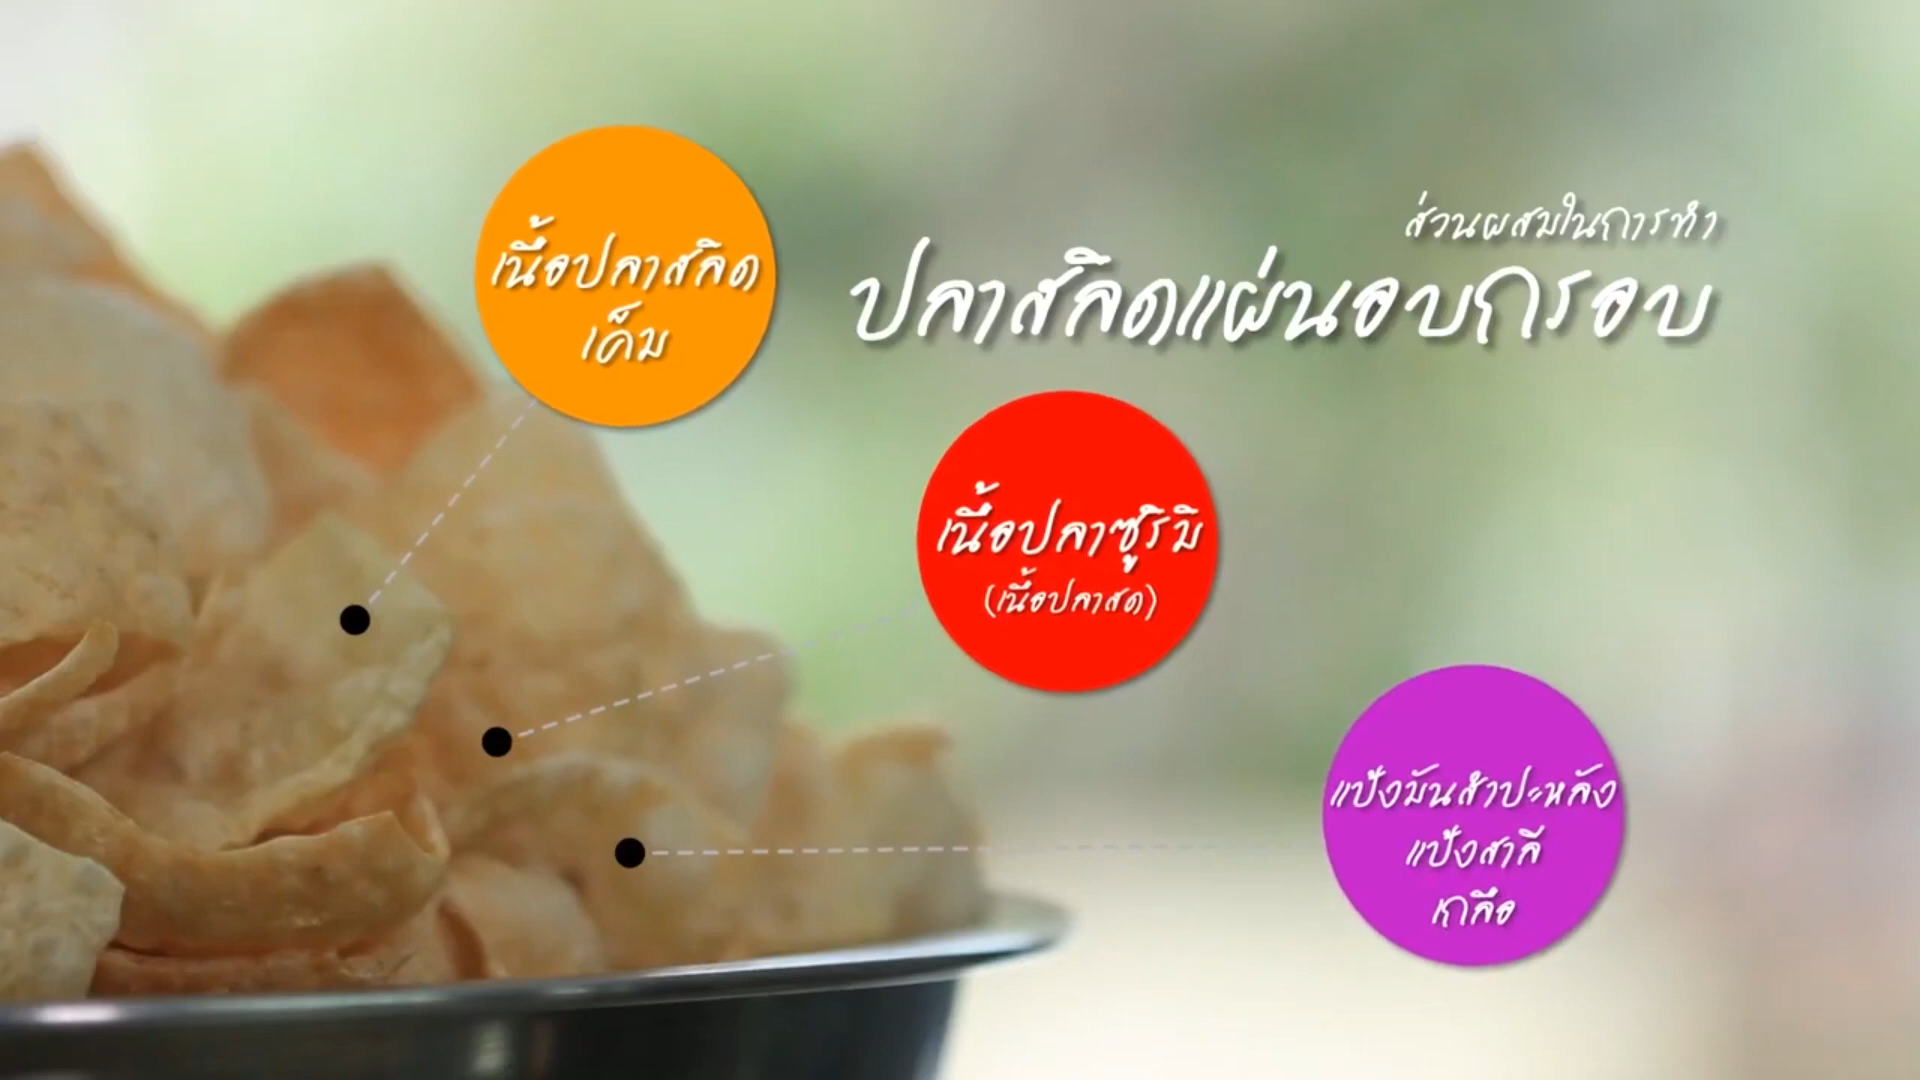 ส่วนผสมในการทำ
ปลาสลิดแผ่นอบกรอบ
เนื้อปลาสลิด
เค็ม
เนื้อปลาซูริมิ
(เนื้อปลาสด)
แป้งมันสำปะหลัง
แป้งสาลี
เกลือ